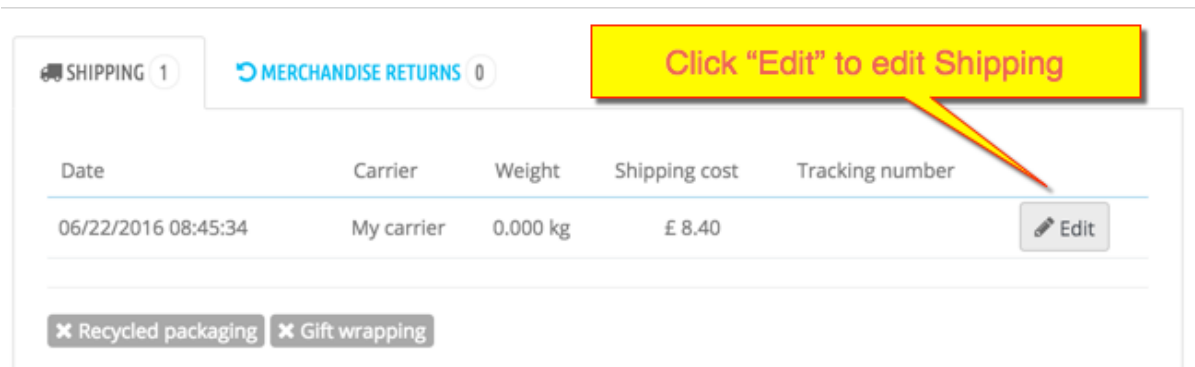 SHIPPING 1
MERCHANDISE RETURNS 0
Click “Edit” to edit Shipping
Date Carrier Weight Shipping cost Tracking number
06/22/2016 08:45:34 My carrier 0.000 kg £ 8.40 Edit
Recycled packaging Gift wrapping